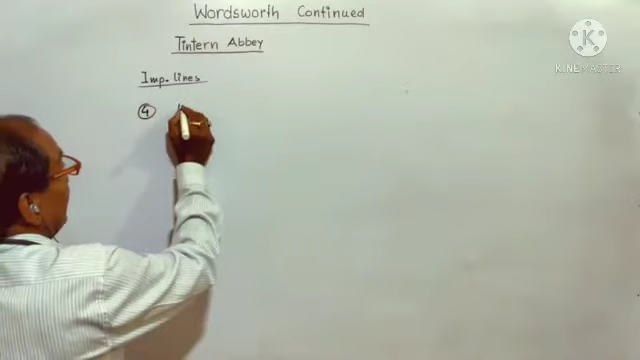 Wordsworth Continued
Tintern Abbey
Imp. lines
4
K
KINEMASTER